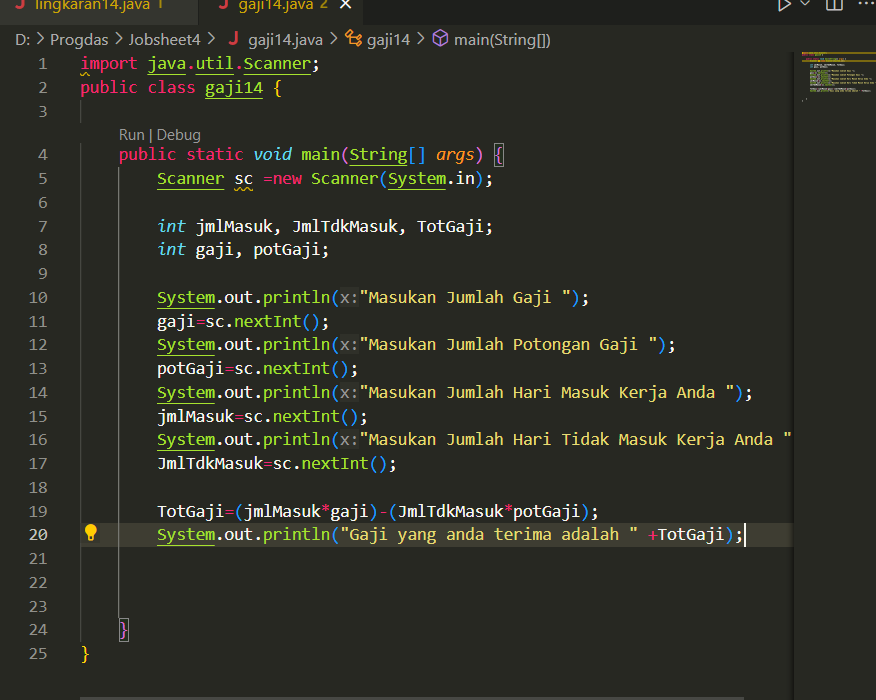 lingkaran14.java 1 gaji14.java 2
D: > Progdas > Jobsheet4 > gaji14.java > gaji14 > main(String[])
1 import java.util.Scanner;
2 public class gaji14 {
3
Run | Debug
4 public static void main(String[] args) {
5 Scanner sc =new Scanner(System.in);
6
7 int jmlMasuk, JmlTdkMasuk, TotGaji;
8 int gaji, potGaji;
9
10 System.out.println(x:"Masukan Jumlah Gaji ");
11 gaji=sc.nextInt();
12 System.out.println(x:"Masukan Jumlah Potongan Gaji ");
13 potGaji=sc.nextInt();
14 System.out.println(x:"Masukan Jumlah Hari Masuk Kerja Anda ");
15 jmlMasuk=sc.nextInt();
16 System.out.println(x:"Masukan Jumlah Hari Tidak Masuk Kerja Anda "
17 JmlTdkMasuk=sc.nextInt();
18
19 TotGaji=(jmlMasuk*gaji)-(JmlTdkMasuk*potGaji);
20 System.out.println("Gaji yang anda terima adalah " +TotGaji);
21
22
23
24 }
25 }